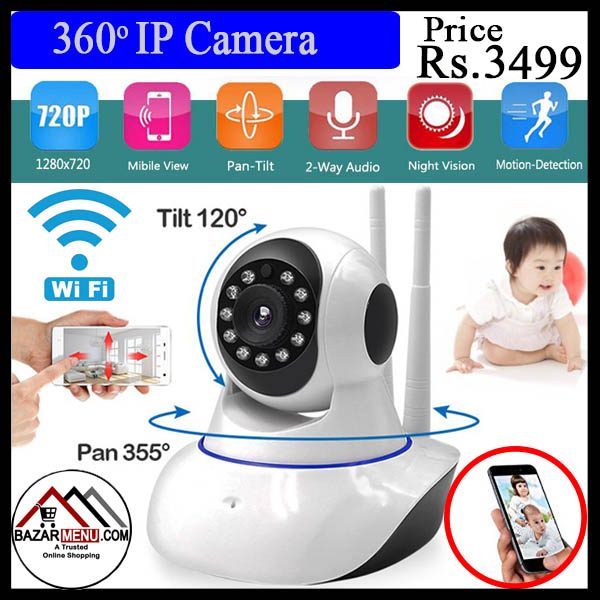 360º IP Camera
Price
Rs.3499
720P
1280x720
Mibile View
Pan-Tilt
2-Way Audio
Night Vision
Motion-Detection
Tilt 120°
Wi Fi
Pan 355°
BAZARMENU.COM
A Trusted
Online Shopping